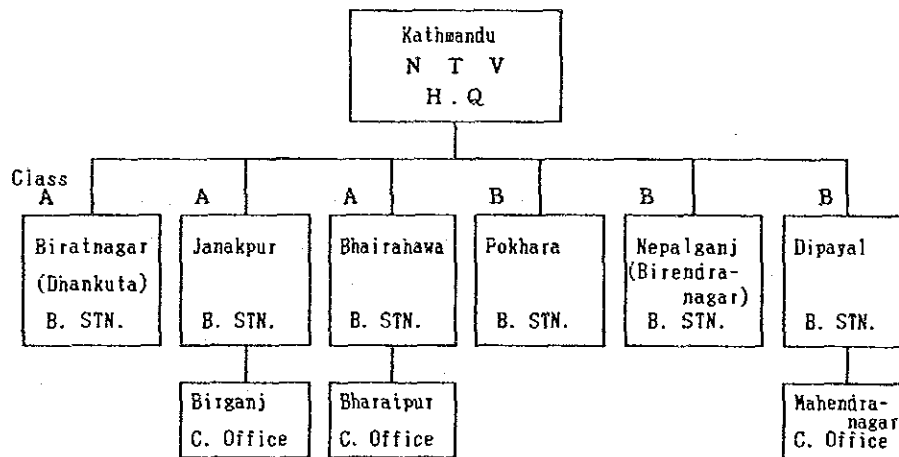 Kathmandu
N T V
H . Q
Class
A
A
A
B
B
B
Biratnagar
(Dhankuta)
B. STN.
Janakpur
B. STN.
Bhairahawa
B. STN.
Pokhara
B. STN.
Nepalganj
(Birendra-
nagar)
B. STN.
Dipayal
B. STN.
Birganj
C. Office
Bharatpur
C. Office
Mahendra-
nagar
C. Office